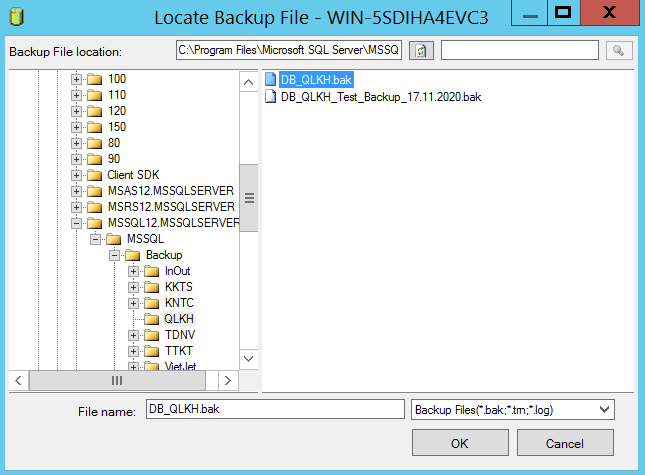 Locate Backup File - WIN-5SDIHA4EVC3
Backup File location:
C:\Program Files\Microsoft SQL Server\MSSQ
100
110
120
150
80
90
Client SDK
MSAS12.MSSQLSERVER
MSRS12.MSSQLSERVER
MSSQL12.MSSQLSERVER
MSSQL
Backup
InOut
KKTS
KNTC
QLKH
TDNV
TTKT
VietJet
DB_QLKH.bak
DB_QLKH_Test_Backup_17.11.2020.bak
File name:
DB_QLKH.bak
Backup Files(*.bak;*.trn;*.log)
OK
Cancel